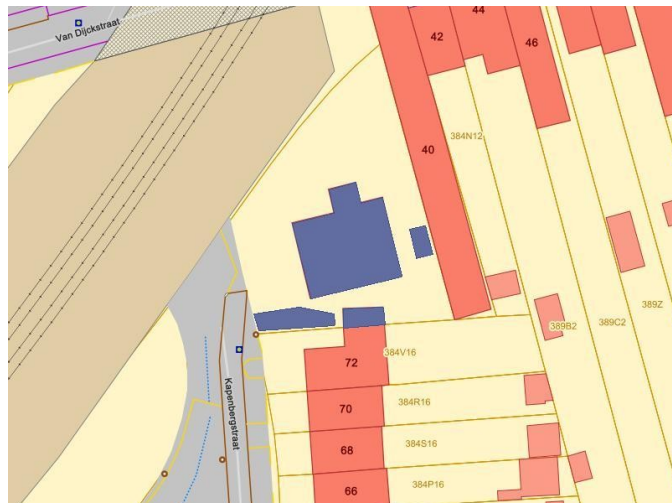 Van Dijckstraat
44
42
46
384N12
40
389Z
389C2
389B2
384V16
72
Kapenbergstraat
384R16
70
384S16
68
384P16
66